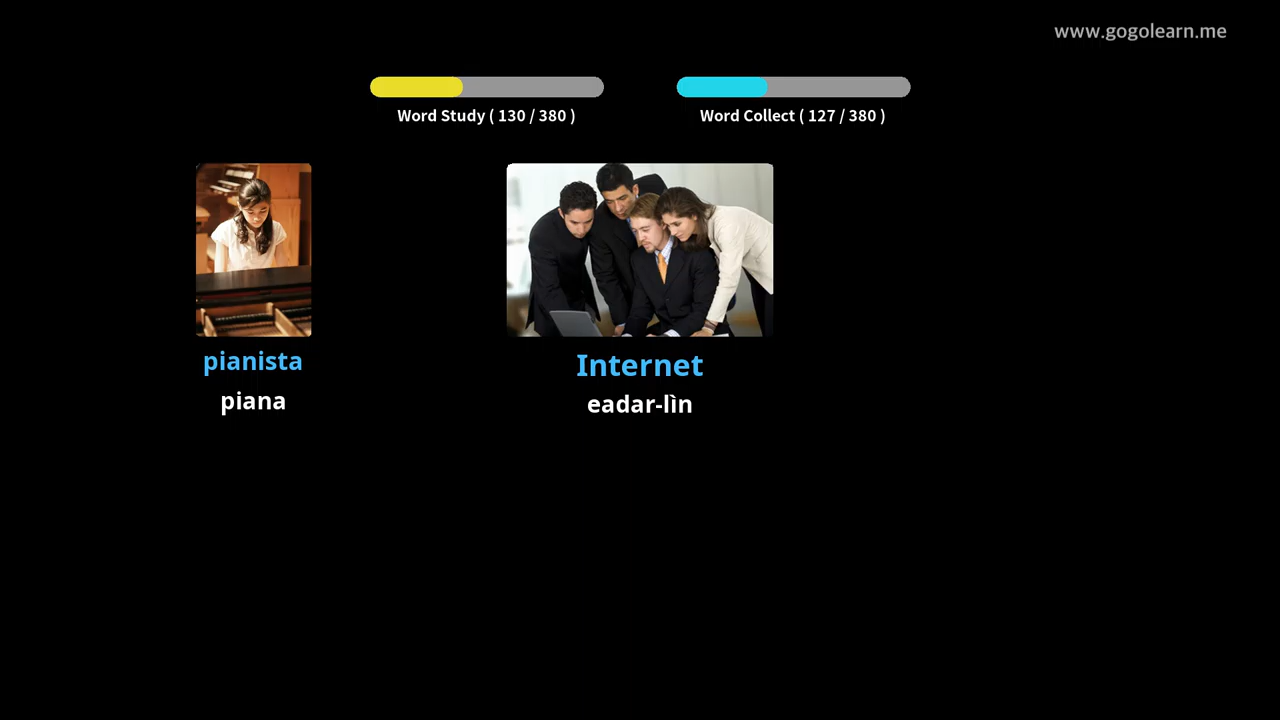 www.gogolearn.me
Word Study ( 130 / 380 )
Word Collect ( 127 / 380 )
pianista
piana
Internet
eadar-lìn